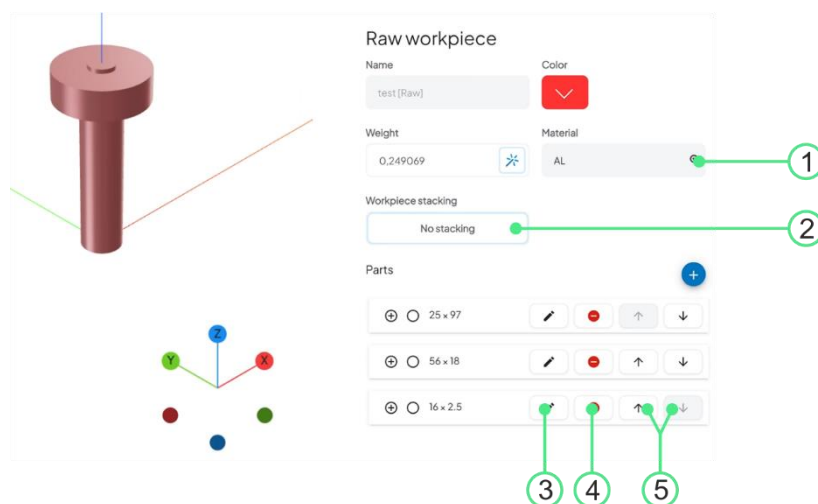 Raw workpiece
Name
Color
test [Raw]
Weight
Material
0,249069
AL
1
Workpiece stacking
No stacking
2
Parts
25 × 97
56 × 18
16 × 2.5
Z
Y
X
3
4
5